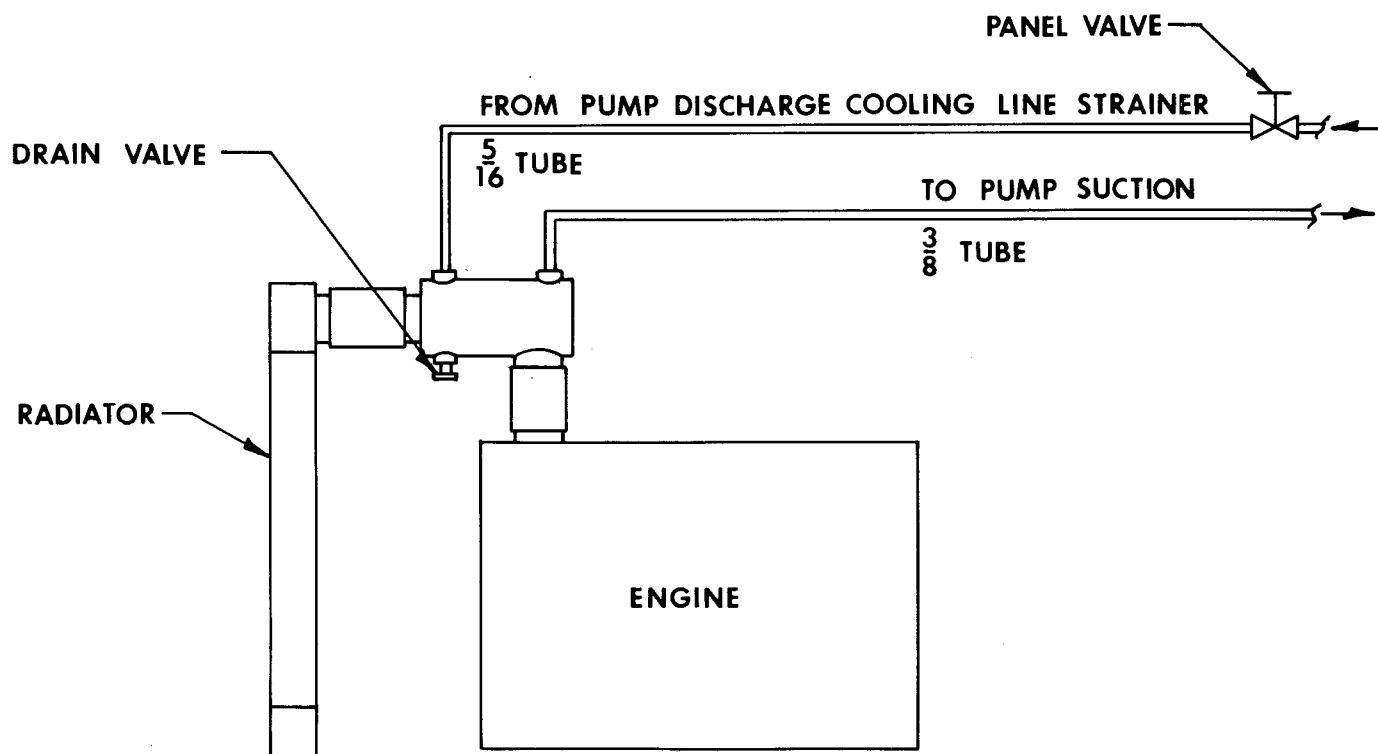 PANEL VALVE
FROM PUMP DISCHARGE COOLING LINE STRAINER
DRAIN VALVE
5/16 TUBE
TO PUMP SUCTION
3/8 TUBE
RADIATOR
ENGINE